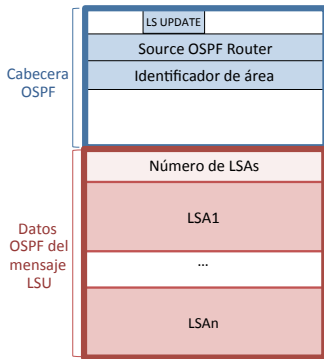 LS UPDATE
Source OSPF Router
Identificador de área
Cabecera
OSPF
Número de LSAs
LSA1
Datos
OSPF del
mensaje
LSU
...
LSAn